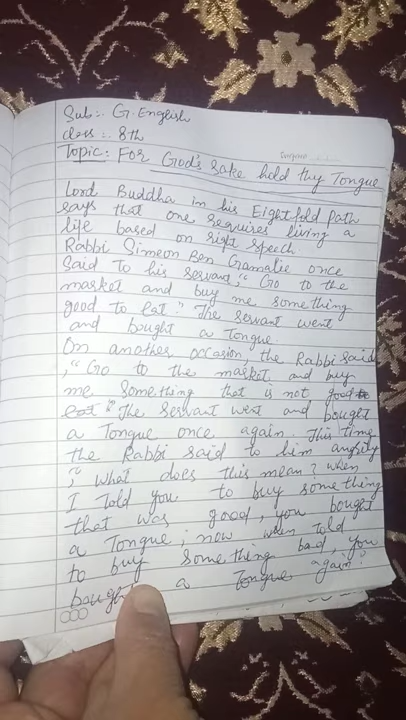 Sub:- G. English
class :- 8th
Topic: For God's sake hold thy Tongue
Lord Buddha in his Eight fold Path
says that one requires living a
life based on right speech.
Rabbi Simeon Ben Gamalie once
Said to his servant, "Go to the
market and buy me something
good to Eat." The servant went
and bought a Tongue.
On another occasion, the Rabbi said
, "Go to the market and buy
me something that is not good to
eat". The servant went and bought
a Tongue once again. This time
the Rabbi said to him angrily
, "What does this mean? when
I Told you to buy something
that was good, you bought
a Tongue; now when Told
to buy something bad, you
bought a Tongue again?